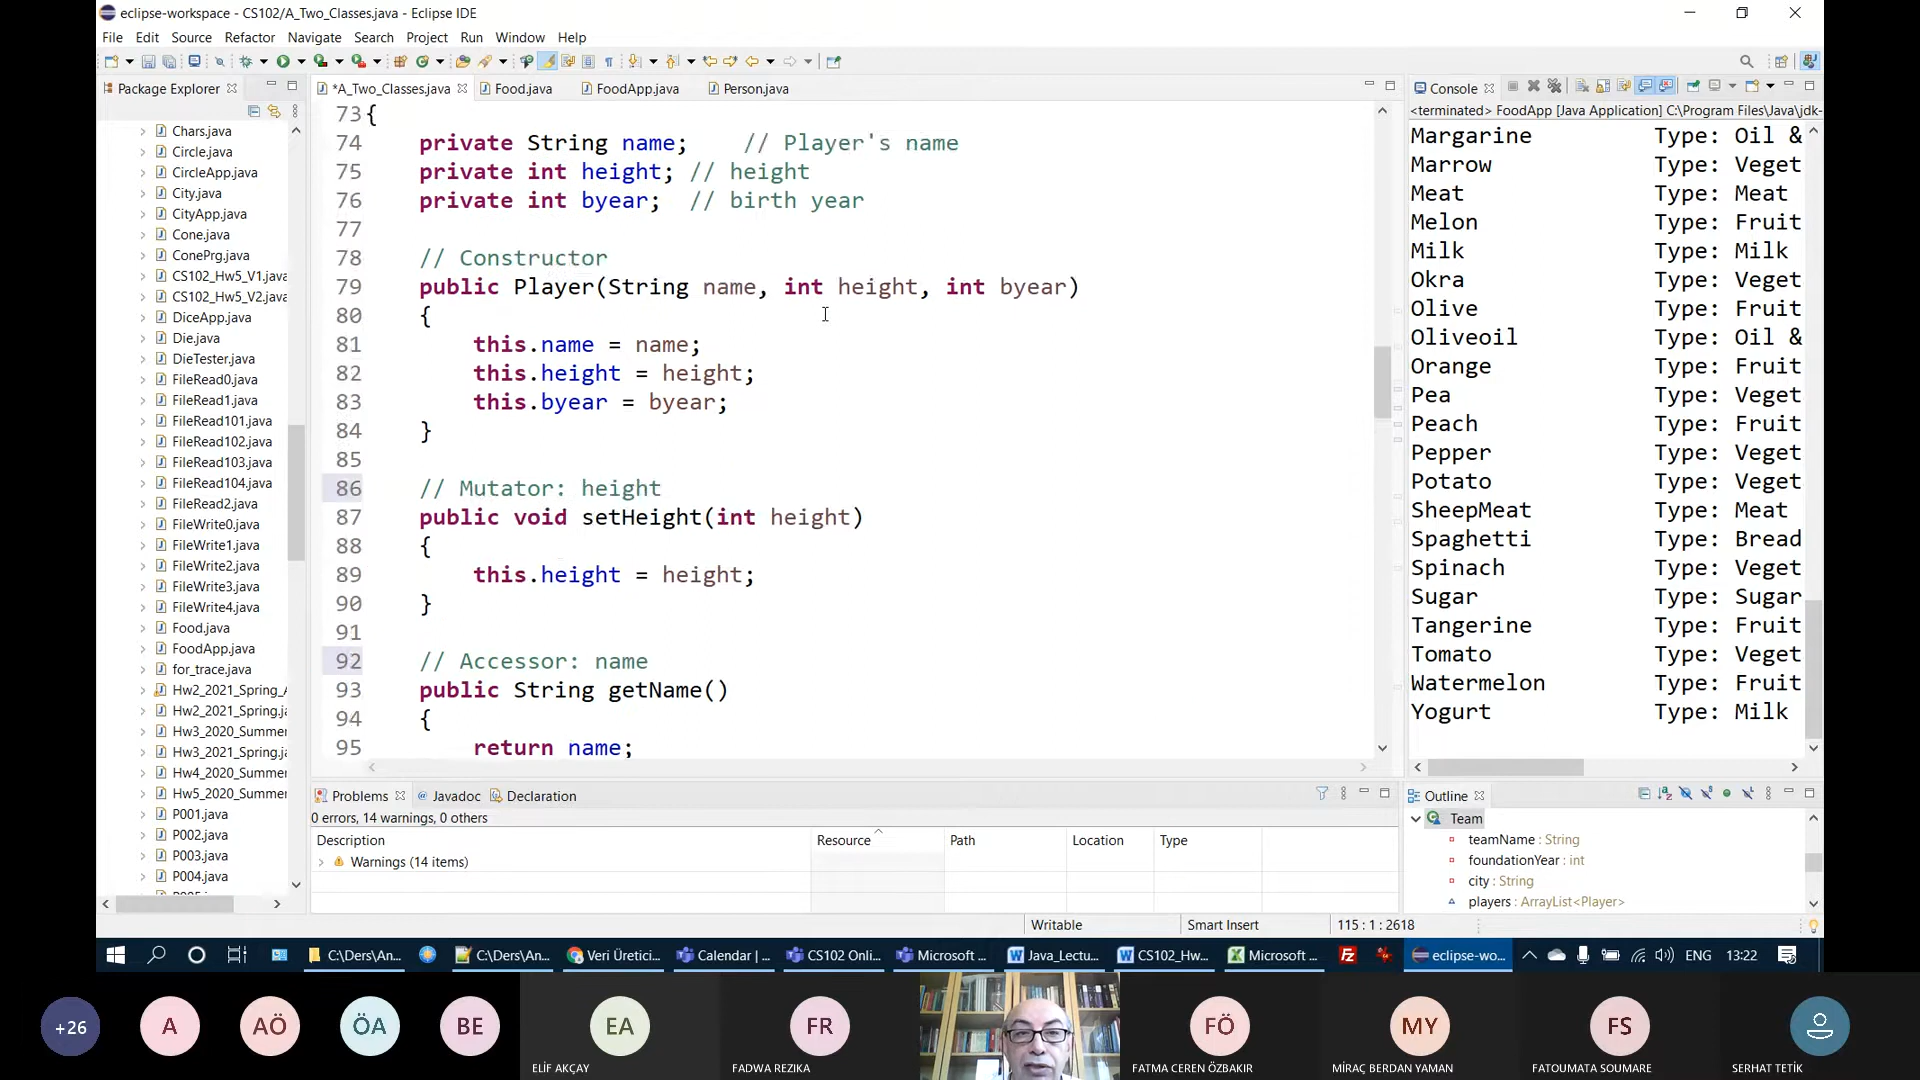 eclipse-workspace - CS102/A_Two_Classes.java - Eclipse IDE
File Edit Source Refactor Navigate Search Project Run Window Help
Package Explorer
*A_Two_Classes.java
Food.java
FoodApp.java
Person.java
Console
<terminated> FoodApp [Java Application] C:\Program Files\Java\jdk-
Chars.java
Circle.java
CircleApp.java
City.java
CityApp.java
Cone.java
ConePrg.java
CS102_Hw5_V1.java
CS102_Hw5_V2.java
DiceApp.java
Die.java
DieTester.java
FileRead0.java
FileRead1.java
FileRead101.java
FileRead102.java
FileRead103.java
FileRead104.java
FileRead2.java
FileWrite0.java
FileWrite1.java
FileWrite2.java
FileWrite3.java
FileWrite4.java
Food.java
FoodApp.java
for_trace.java
Hw2_2021_Spring_A
Hw2_2021_Spring.ja
Hw3_2020_Summer
Hw3_2021_Spring.ja
Hw4_2020_Summer
Hw5_2020_Summer
P001.java
P002.java
P003.java
P004.java
73 {
74 private String name; // Player's name
75 private int height; // height
76 private int byear; // birth year
77
78 // Constructor
79 public Player(String name, int height, int byear)
80 {
81 this.name = name;
82 this.height = height;
83 this.byear = byear;
84 }
85
86 // Mutator: height
87 public void setHeight(int height)
88 {
89 this.height = height;
90 }
91
92 // Accessor: name
93 public String getName()
94 {
95 return name;
Margarine Type: Oil &
Marrow Type: Veget
Meat Type: Meat
Melon Type: Fruit
Milk Type: Milk
Okra Type: Veget
Olive Type: Fruit
Oliveoil Type: Oil &
Orange Type: Fruit
Pea Type: Veget
Peach Type: Fruit
Pepper Type: Veget
Potato Type: Veget
SheepMeat Type: Meat
Spaghetti Type: Bread
Spinach Type: Veget
Sugar Type: Sugar
Tangerine Type: Fruit
Tomato Type: Veget
Watermelon Type: Fruit
Yogurt Type: Milk
Problems @ Javadoc Declaration
0 errors, 14 warnings, 0 others
Description Resource Path Location Type
Warnings (14 items)
Outline
Team
teamName : String
foundationYear : int
city : String
players : ArrayList<Player>
Writable Smart Insert 115 : 1 : 2618
C:\Ders\An... C:\Ders\An... Veri Üretici... Calendar | ... CS102 Onli... Microsoft ... Java_Lectu... CS102_Hw... Microsoft ... eclipse-wo... ENG 13:22
+26 A AÖ ÖA BE EA FR FÖ MY FS
ELİF AKÇAY FADWA REZIKA FATMA CEREN ÖZBAKIR MİRAÇ BERDAN YAMAN FATOUMATA SOUMARE SERHAT TETİK